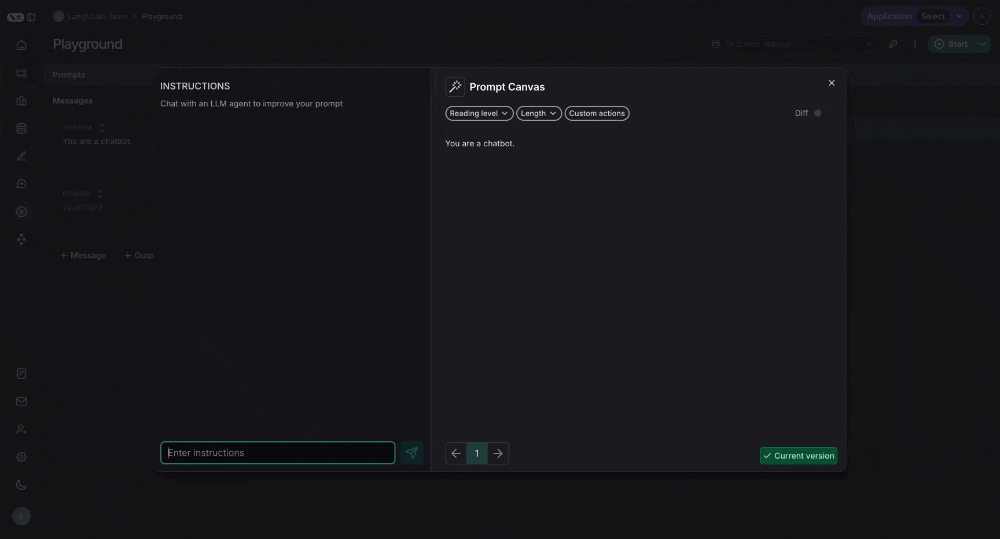 LangChain Team > Playground
Application Select
Playground
Start
Prompts
Messages
SYSTEM
You are a chatbot.
HUMAN
{question}
+ Message + Outp
INSTRUCTIONS
Chat with an LLM agent to improve your prompt
Enter instructions
Prompt Canvas
Reading level Length Custom actions
Diff
You are a chatbot.
1
Current version
L